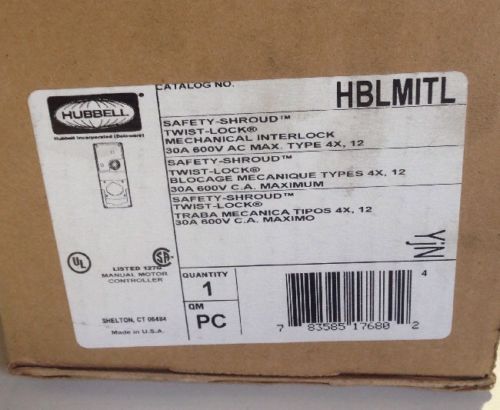 HUBBELL
Hubbell Incorporated (Delaware)
CATALOG NO.
HBLMITL
SAFETY-SHROUD™
TWIST-LOCK®
MECHANICAL INTERLOCK
30A 600V AC MAX. TYPE 4X, 12
SAFETY-SHROUD™
TWIST-LOCK®
BLOCAGE MECANIQUE TYPES 4X, 12
30A 600V C.A. MAXIMUM
SAFETY-SHROUD™
TWIST-LOCK®
TRABA MECANICA TIPOS 4X, 12
30A 600V C.A. MAXIMO
YjN
UL
SA
LISTED 127G
MANUAL MOTOR
CONTROLLER
SHELTON, CT 06484
Made in U.S.A.
QUANTITY
1
QM
PC
4
7 83585 17680 2